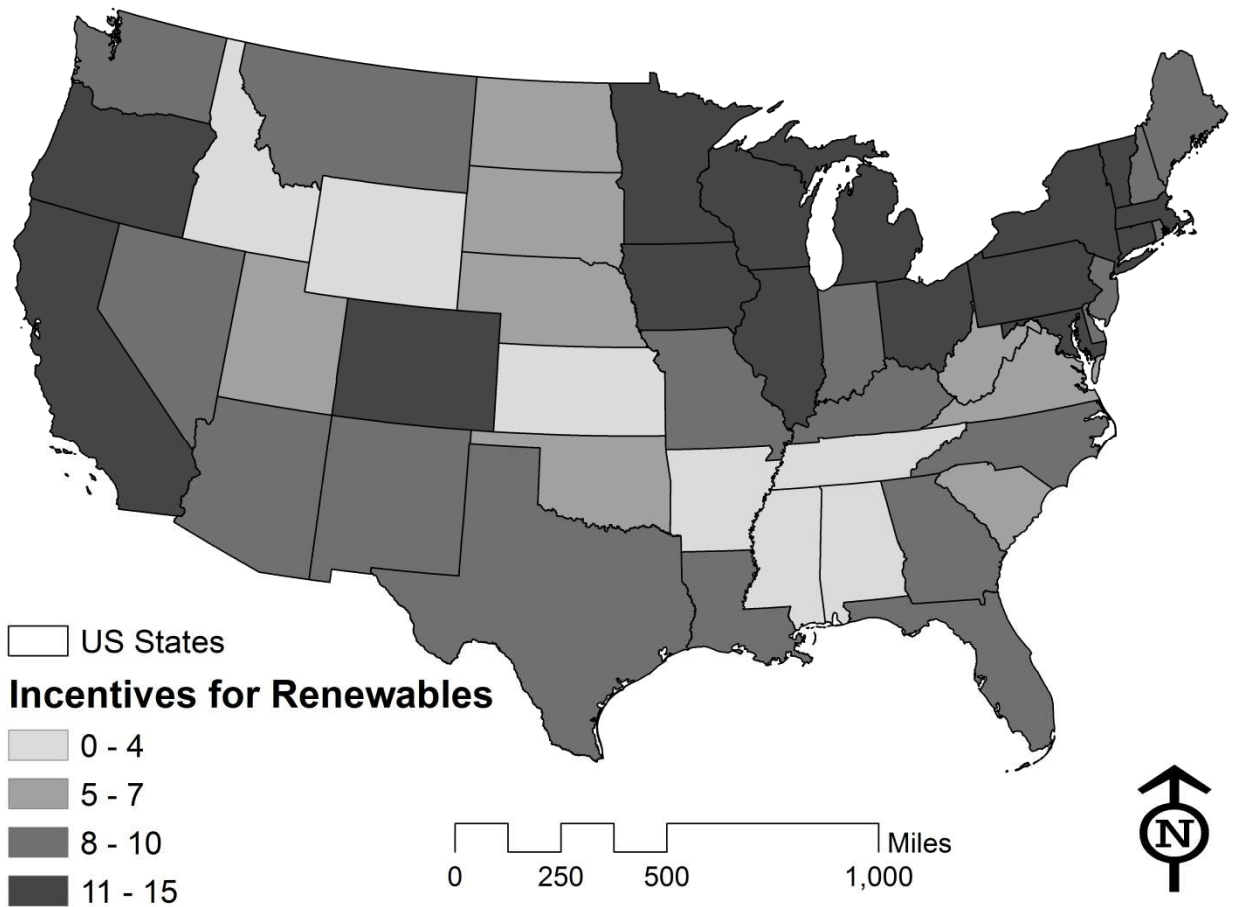 US States
Incentives for Renewables
0 - 4
5 - 7
8 - 10
11 - 15
Miles
0 250 500 1,000
N